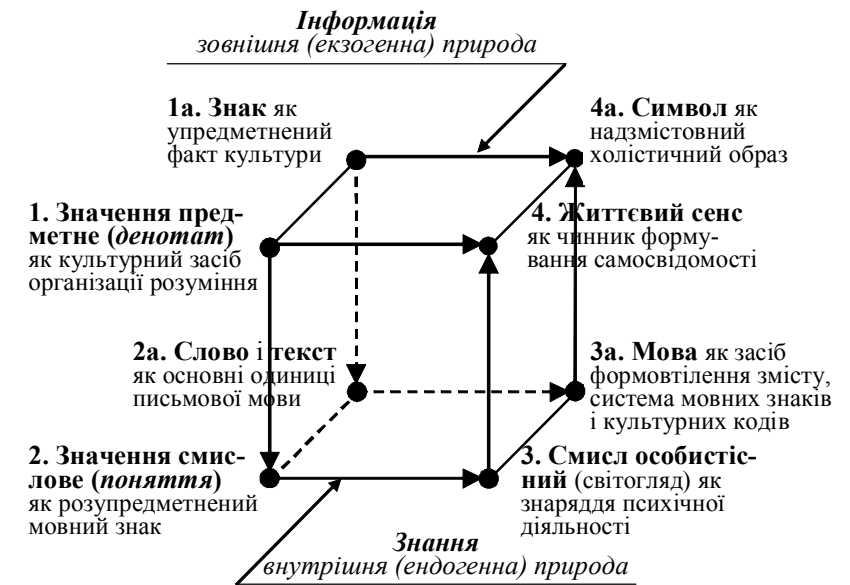 Інформація
зовнішня (екзогенна) природа
1а. Знак як
упредметнений
факт культури
4а. Символ як
надзмістовний
холістичний образ
1. Значення пред-
метне (денотат)
як культурний засіб
організації розуміння
4. Життєвий сенс
як чинник форму-
вання самосвідомості
2а. Слово і текст
як основні одиниці
письмової мови
3а. Мова як засіб
формовтілення змісту,
система мовних знаків
і культурних кодів
2. Значення смис-
лове (поняття)
як розупредметнений
мовний знак
3. Смисл особистіс-
ний (світогляд) як
знаряддя психічної
діяльності
Знання
внутрішня (ендогенна) природа